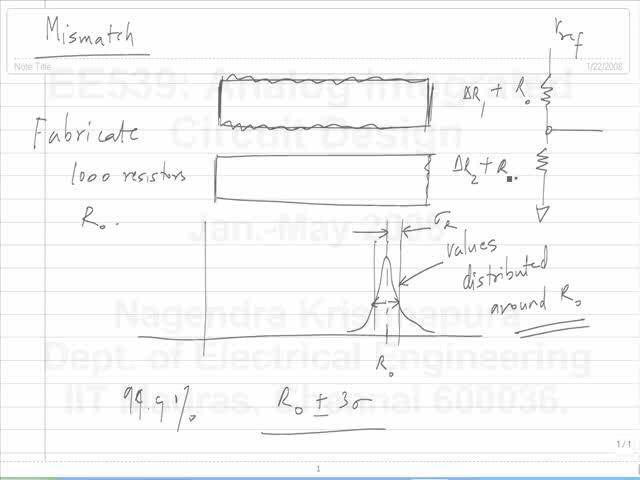 Mismatch
Vref
Note Title
1/22/2008
EE539: Analog Integrated
Circuit Design
ΔR1 + R0
Fabricate
1000 resistors
R0.
ΔR2 + R0
Jan.-May 2008
σR
values
distributed
around R0
Nagendra Krishnapura
R0
Dept. of Electrical Engineering
IIT Madras, Chennai 600036.
99.91%
R0 ± 3σ
1/1
1